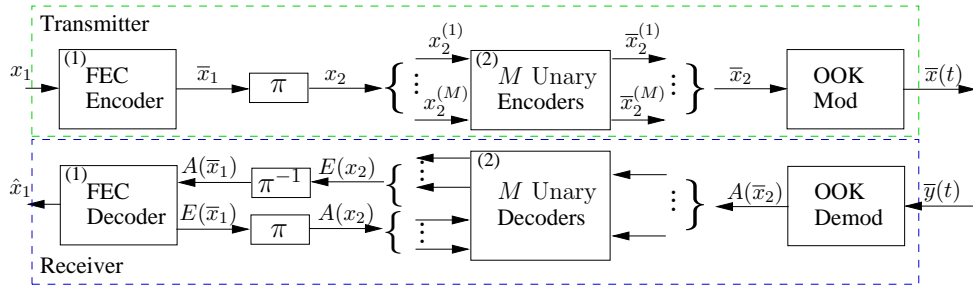 Transmitter
x₁
(1)
FEC
Encoder
x̅₁
π
x₂
x₂⁽¹⁾
x₂⁽ᴹ⁾
(2)
M Unary
Encoders
x̅₂⁽¹⁾
x̅₂⁽ᴹ⁾
x̅₂
OOK
Mod
x̅(t)
x̂₁
(1)
FEC
Decoder
A(x̅₁)
π⁻¹
E(x₂)
E(x̅₁)
π
A(x₂)
(2)
M Unary
Decoders
A(x̅₂)
OOK
Demod
y̅(t)
Receiver